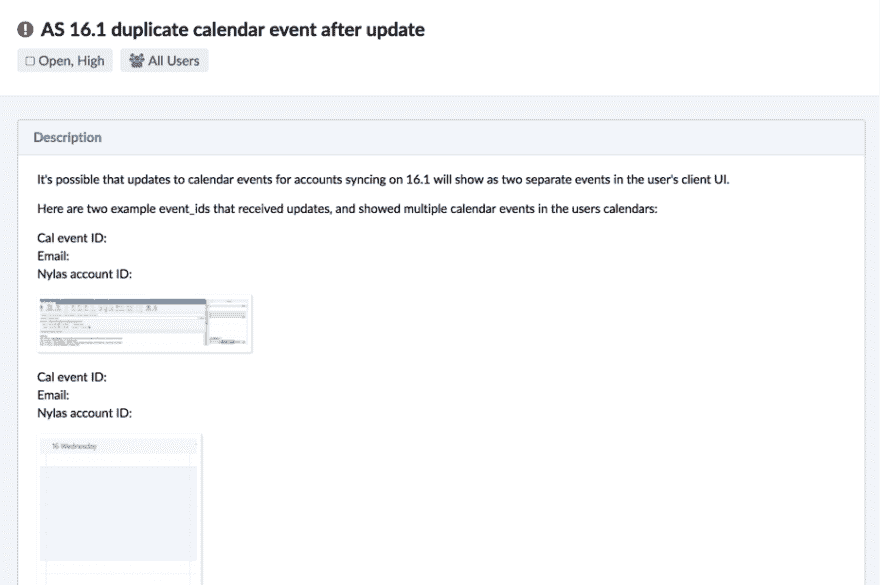 AS 16.1 duplicate calendar event after update
Open, High
All Users
Description
It's possible that updates to calendar events for accounts syncing on 16.1 will show as two separate events in the user's client UI.
Here are two example event_ids that received updates, and showed multiple calendar events in the users calendars:
Cal event ID:
Email:
Nylas account ID:
Cal event ID:
Email:
Nylas account ID:
16 Wednesday